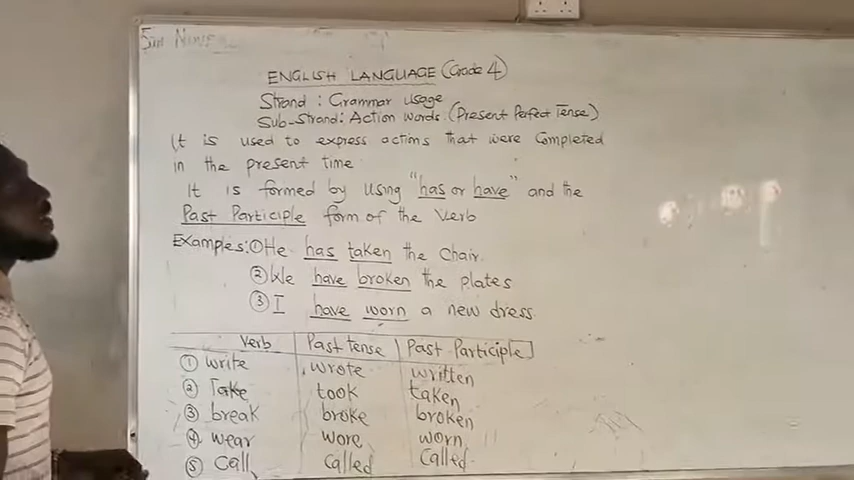 ENGLISH LANGUAGE (Grade 4)
Strand : Grammar usage
Sub-Strand: Action words (Present Perfect Tense)
It is used to express actions that were Completed
in the present time
It is formed by using "has or have" and the
Past Participle form of the verb
Examples: ① He has taken the Chair.
② We have broken the plates
③ I have worn a new dress.
Verb Past tense Past Participle
① write wrote written
② Take took taken
③ break broke broken
④ wear wore worn
⑤ Call called Called